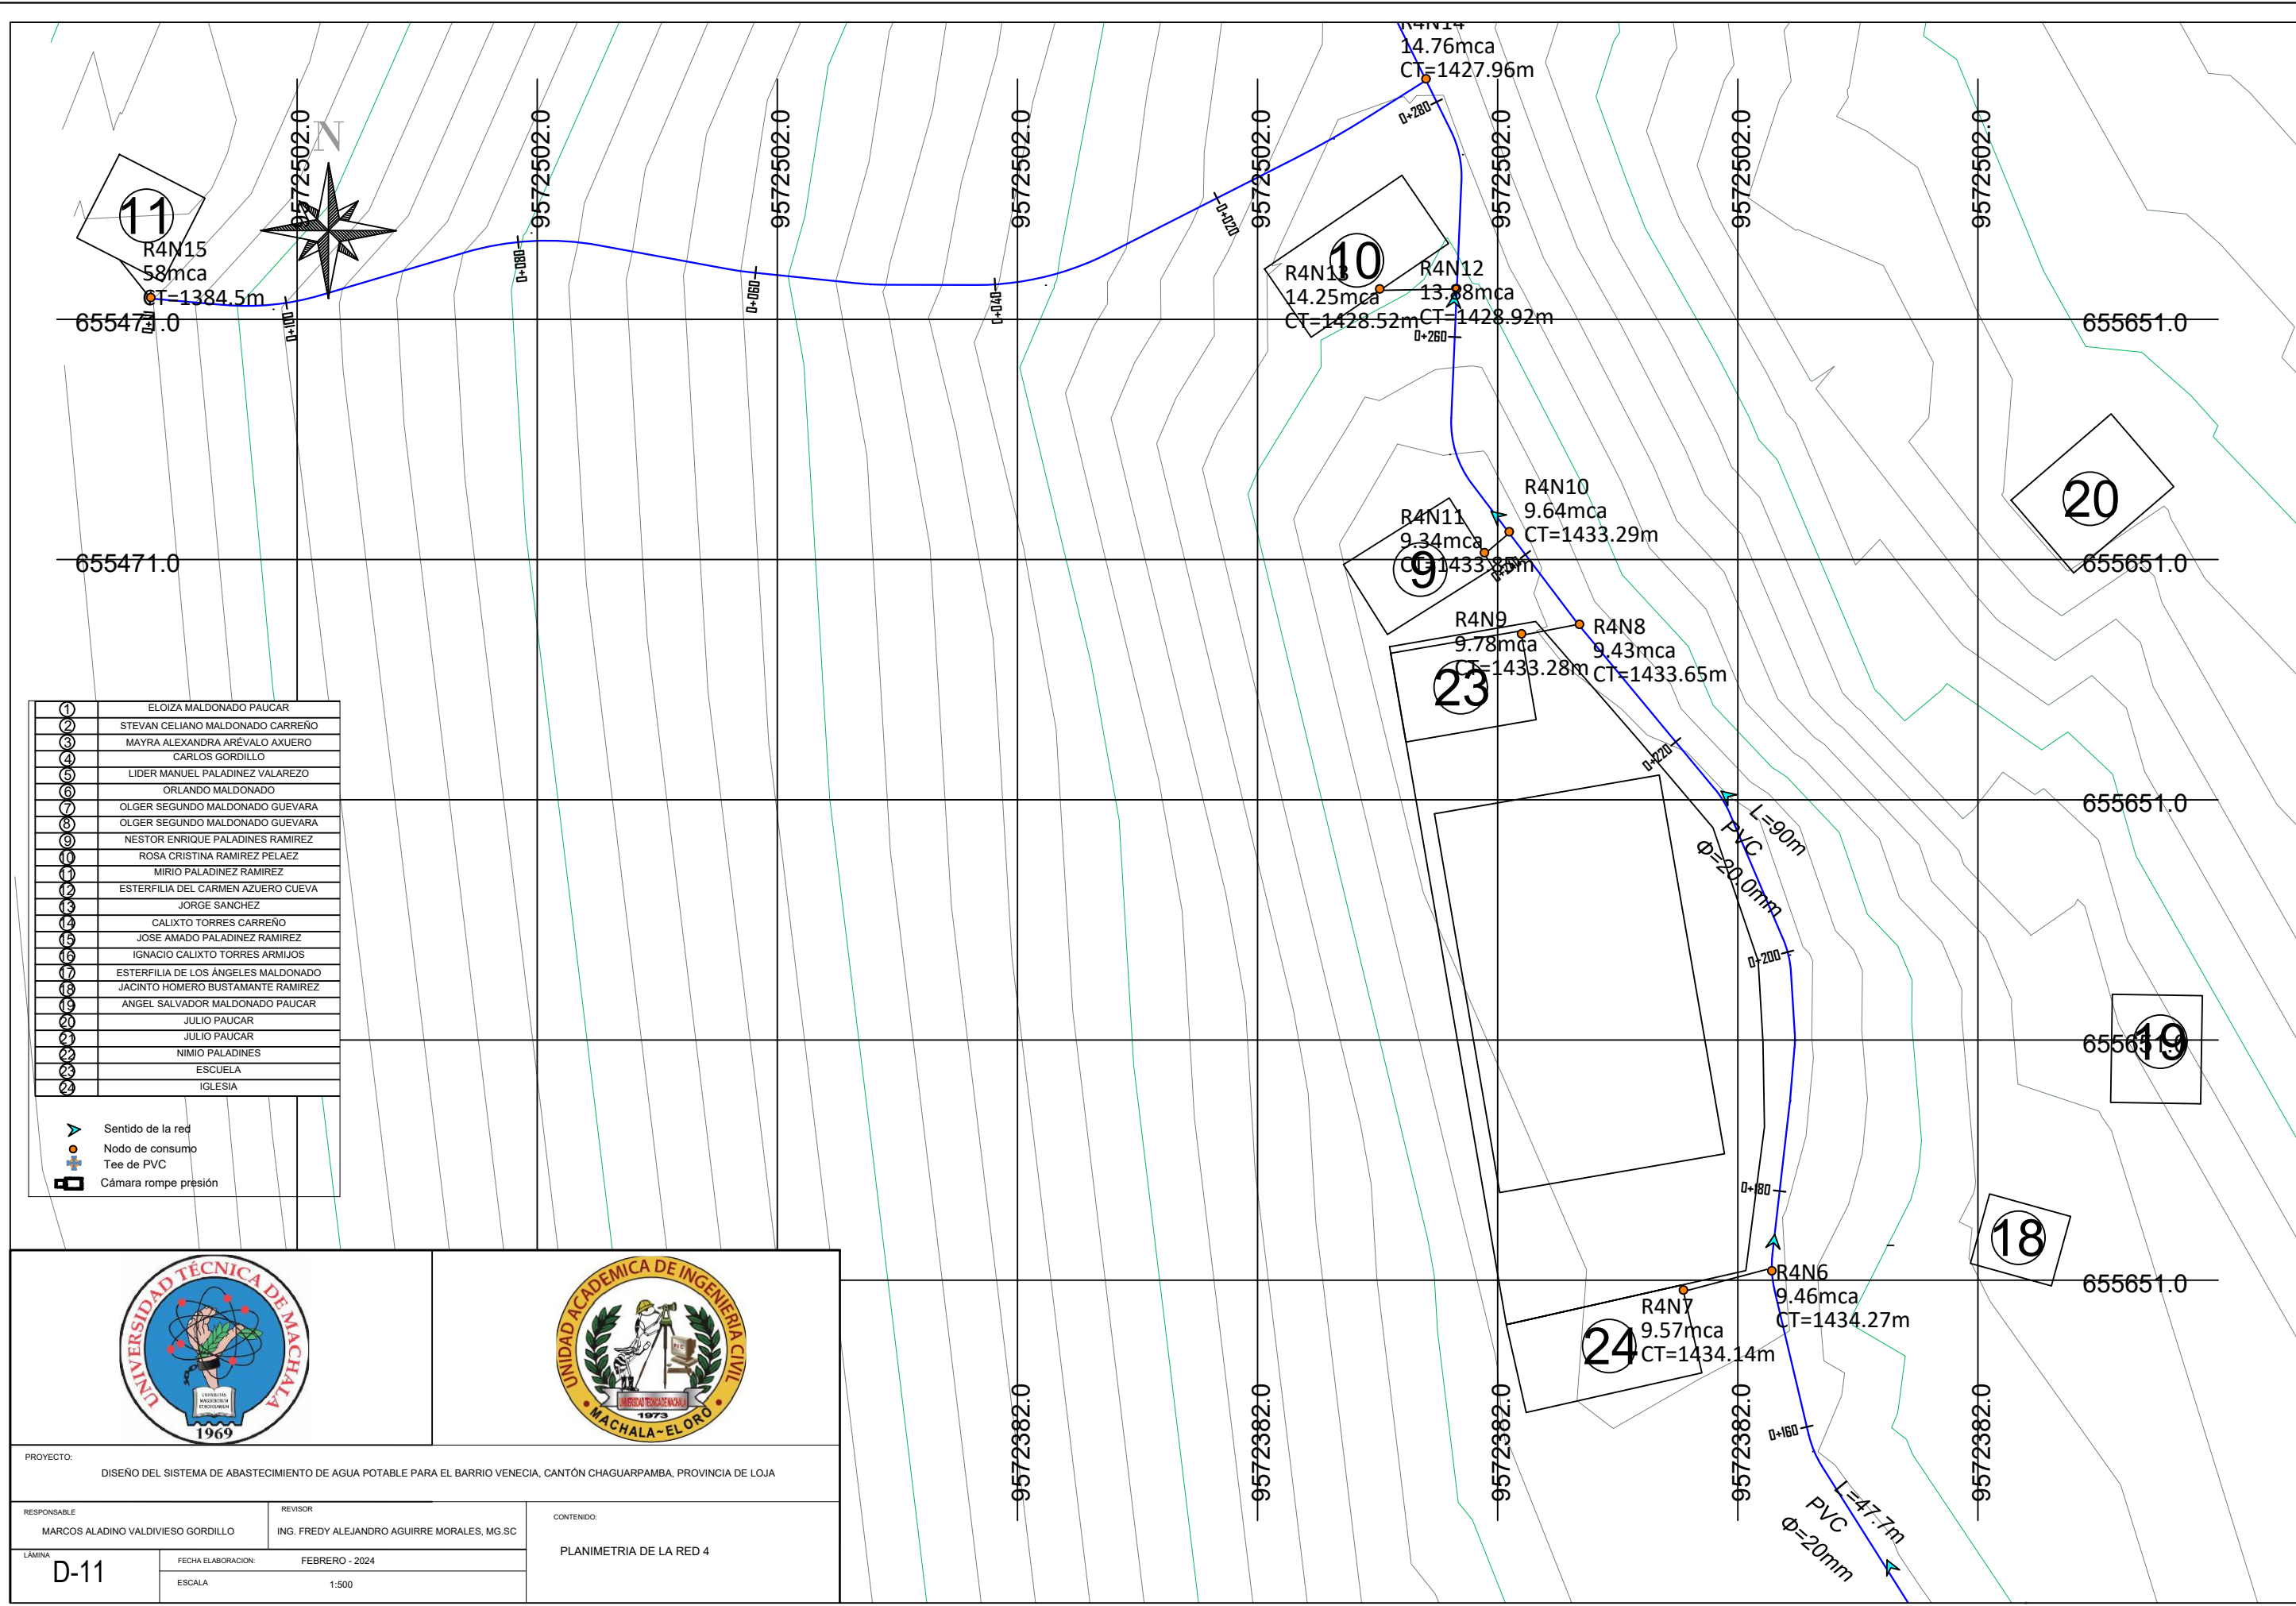 R4N14
14.76mca
CT=1427.96m
0+280
9572502.0
9572502.0
9572502.0
9572502.0
9572502.0
9572502.0
9572502.0
9572502.0
N
11
R4N15
58mca
CT=1384.5m
0+100
0+080
0+060
0+040
0+020
10
R4N13
14.25mca
CT=1428.52m
R4N12
CT=1428.92m
0+260
655471.0
655651.0
R4N10
9.64mca
CT=1433.29m
R4N11
9.34mca
9
20
655471.0
655651.0
R4N9
9.78mca
CT=1433.28m
23
R4N8
9.43mca
CT=1433.65m
0+220
655651.0
L=90m
PVC
Φ=20.0mm
0+200
655651.0
19
0+180
18
655651.0
R4N6
9.46mca
CT=1434.27m
R4N7
9.57mca
CT=1434.14m
24
0+160
L=47.7m
PVC
Φ=20mm
9572382.0
9572382.0
9572382.0
9572382.0
9572382.0
1 ELOIZA MALDONADO PAUCAR
2 STEVAN CELIANO MALDONADO CARREÑO
3 MAYRA ALEXANDRA ARÉVALO AXUERO
4 CARLOS GORDILLO
5 LIDER MANUEL PALADINEZ VALAREZO
6 ORLANDO MALDONADO
7 OLGER SEGUNDO MALDONADO GUEVARA
8 OLGER SEGUNDO MALDONADO GUEVARA
9 NESTOR ENRIQUE PALADINES RAMIREZ
10 ROSA CRISTINA RAMIREZ PELAEZ
11 MIRIO PALADINEZ RAMIREZ
12 ESTERFILIA DEL CARMEN AZUERO CUEVA
13 JORGE SANCHEZ
14 CALIXTO TORRES CARREÑO
15 JOSE AMADO PALADINEZ RAMIREZ
16 IGNACIO CALIXTO TORRES ARMIJOS
17 ESTERFILIA DE LOS ÁNGELES MALDONADO
18 JACINTO HOMERO BUSTAMANTE RAMIREZ
19 ANGEL SALVADOR MALDONADO PAUCAR
20 JULIO PAUCAR
21 JULIO PAUCAR
22 NIMIO PALADINES
23 ESCUELA
24 IGLESIA
Sentido de la red
Nodo de consumo
Tee de PVC
Cámara rompe presión
UNIVERSIDAD TÉCNICA DE MACHALA
1969
UNIDAD ACADEMICA DE INGENIERIA CIVIL
UNIVERSIDAD TECNICA DE MACHALA
1973
MACHALA~EL ORO
PROYECTO:
DISEÑO DEL SISTEMA DE ABASTECIMIENTO DE AGUA POTABLE PARA EL BARRIO VENECIA, CANTÓN CHAGUARPAMBA, PROVINCIA DE LOJA
RESPONSABLE
MARCOS ALADINO VALDIVIESO GORDILLO
REVISOR
ING. FREDY ALEJANDRO AGUIRRE MORALES, MG.SC
CONTENIDO:
PLANIMETRIA DE LA RED 4
LÁMINA
D-11
FECHA ELABORACION:
FEBRERO - 2024
ESCALA
1:500